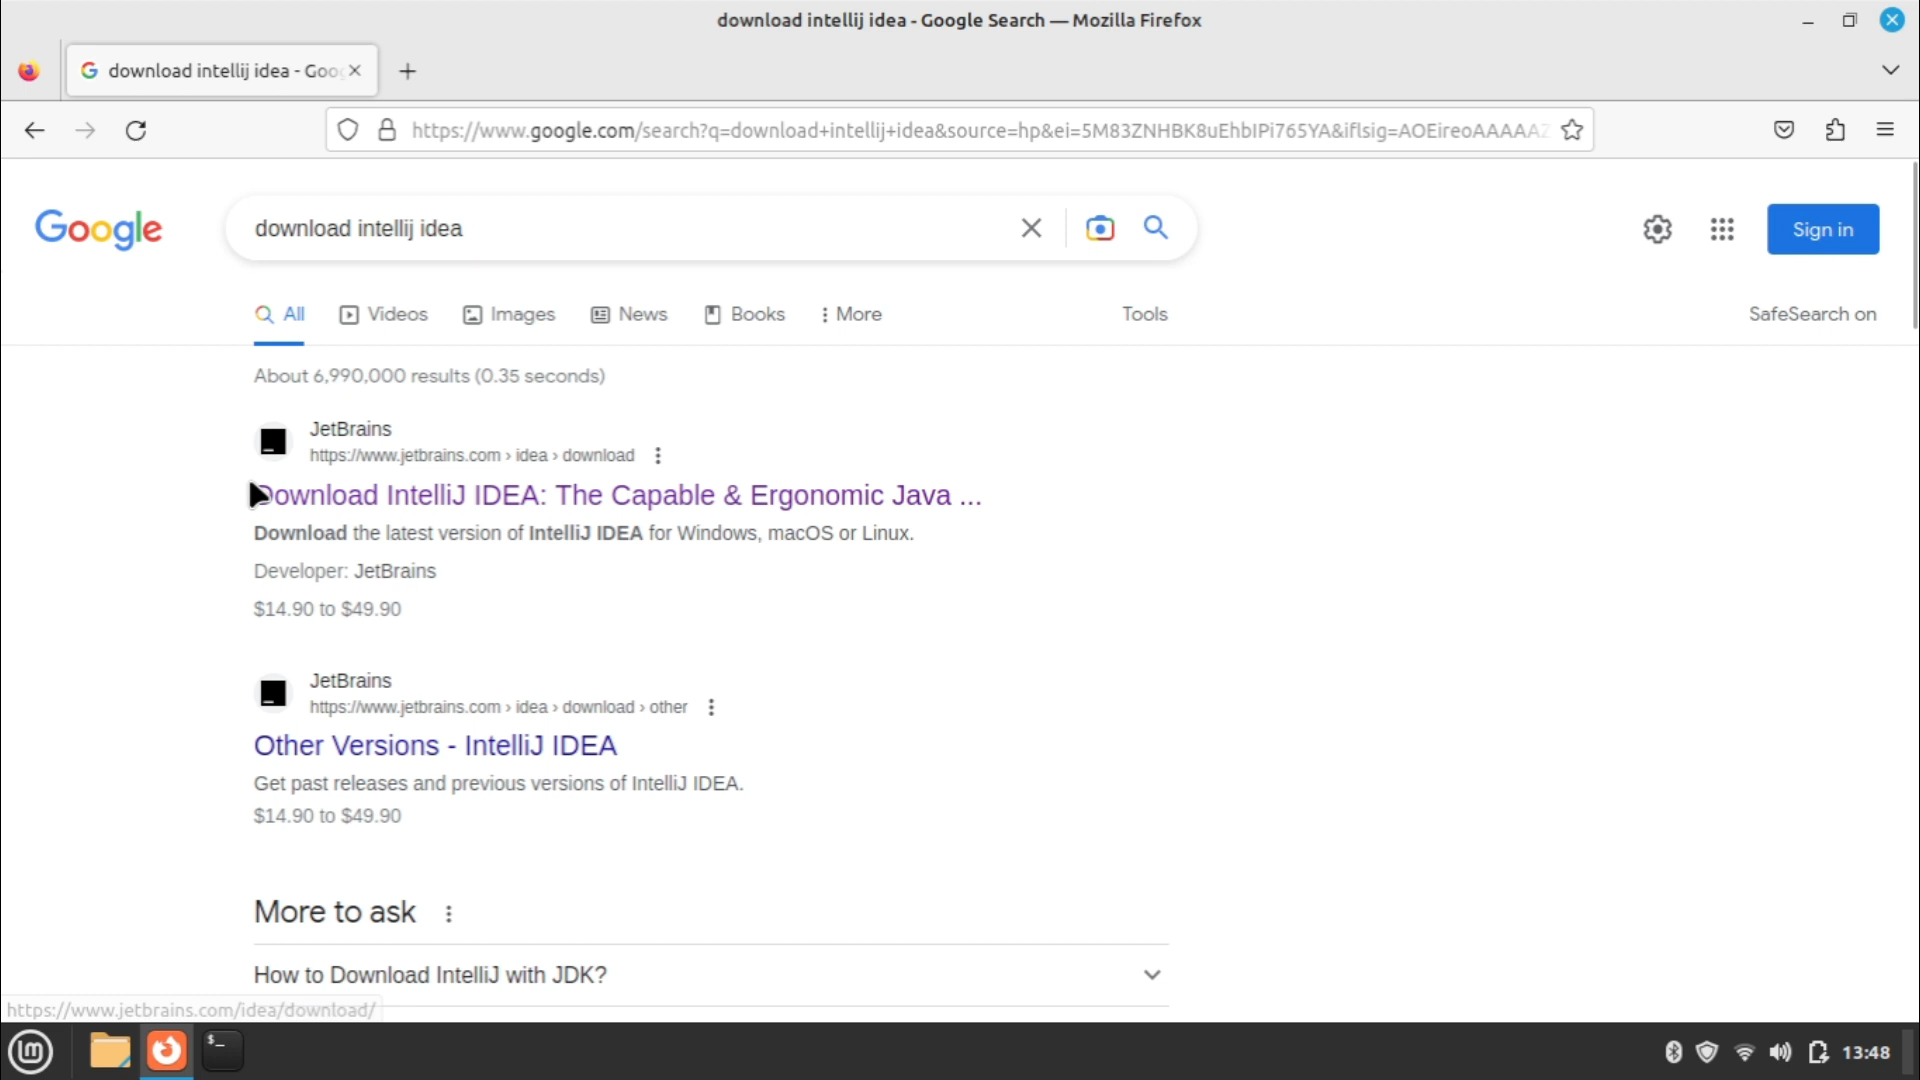 download intellij idea - Google Search — Mozilla Firefox
download intellij idea - Goo
https://www.google.com/search?q=download+intellij+idea&source=hp&ei=5M83ZNHBK8uEhbIPi765YA&iflsig=AOEireoAAAAAZ
Google
download intellij idea
Sign in
All
Videos
Images
News
Books
More
Tools
SafeSearch on
About 6,990,000 results (0.35 seconds)
JetBrains
https://www.jetbrains.com › idea › download
Download IntelliJ IDEA: The Capable & Ergonomic Java ...
Download the latest version of IntelliJ IDEA for Windows, macOS or Linux.
Developer: JetBrains
$14.90 to $49.90
JetBrains
https://www.jetbrains.com › idea › download › other
Other Versions - IntelliJ IDEA
Get past releases and previous versions of IntelliJ IDEA.
$14.90 to $49.90
More to ask
How to Download IntelliJ with JDK?
https://www.jetbrains.com/idea/download/
$_
13:48